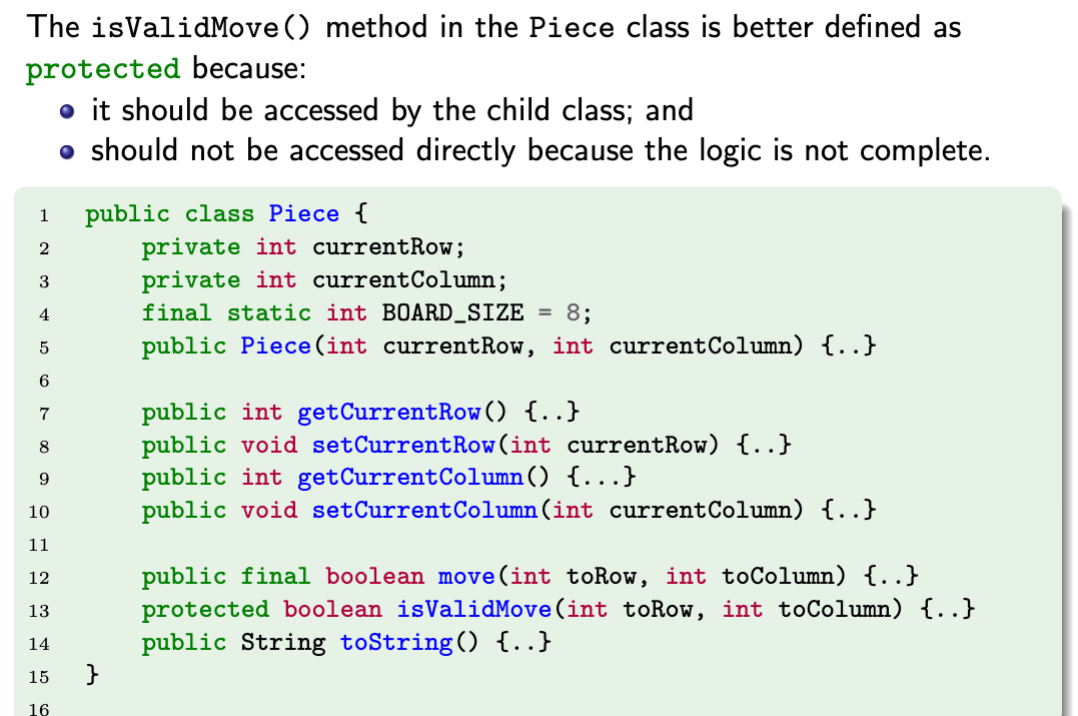 The isValidMove() method in the Piece class is better defined as
protected because:
• it should be accessed by the child class; and
• should not be accessed directly because the logic is not complete.
1 public class Piece {
2 private int currentRow;
3 private int currentColumn;
4 final static int BOARD_SIZE = 8;
5 public Piece(int currentRow, int currentColumn) {..}
6
7 public int getCurrentRow() {..}
8 public void setCurrentRow(int currentRow) {..}
9 public int getCurrentColumn() {...}
10 public void setCurrentColumn(int currentColumn) {..}
11
12 public final boolean move(int toRow, int toColumn) {..}
13 protected boolean isValidMove(int toRow, int toColumn) {..}
14 public String toString() {..}
15 }
16